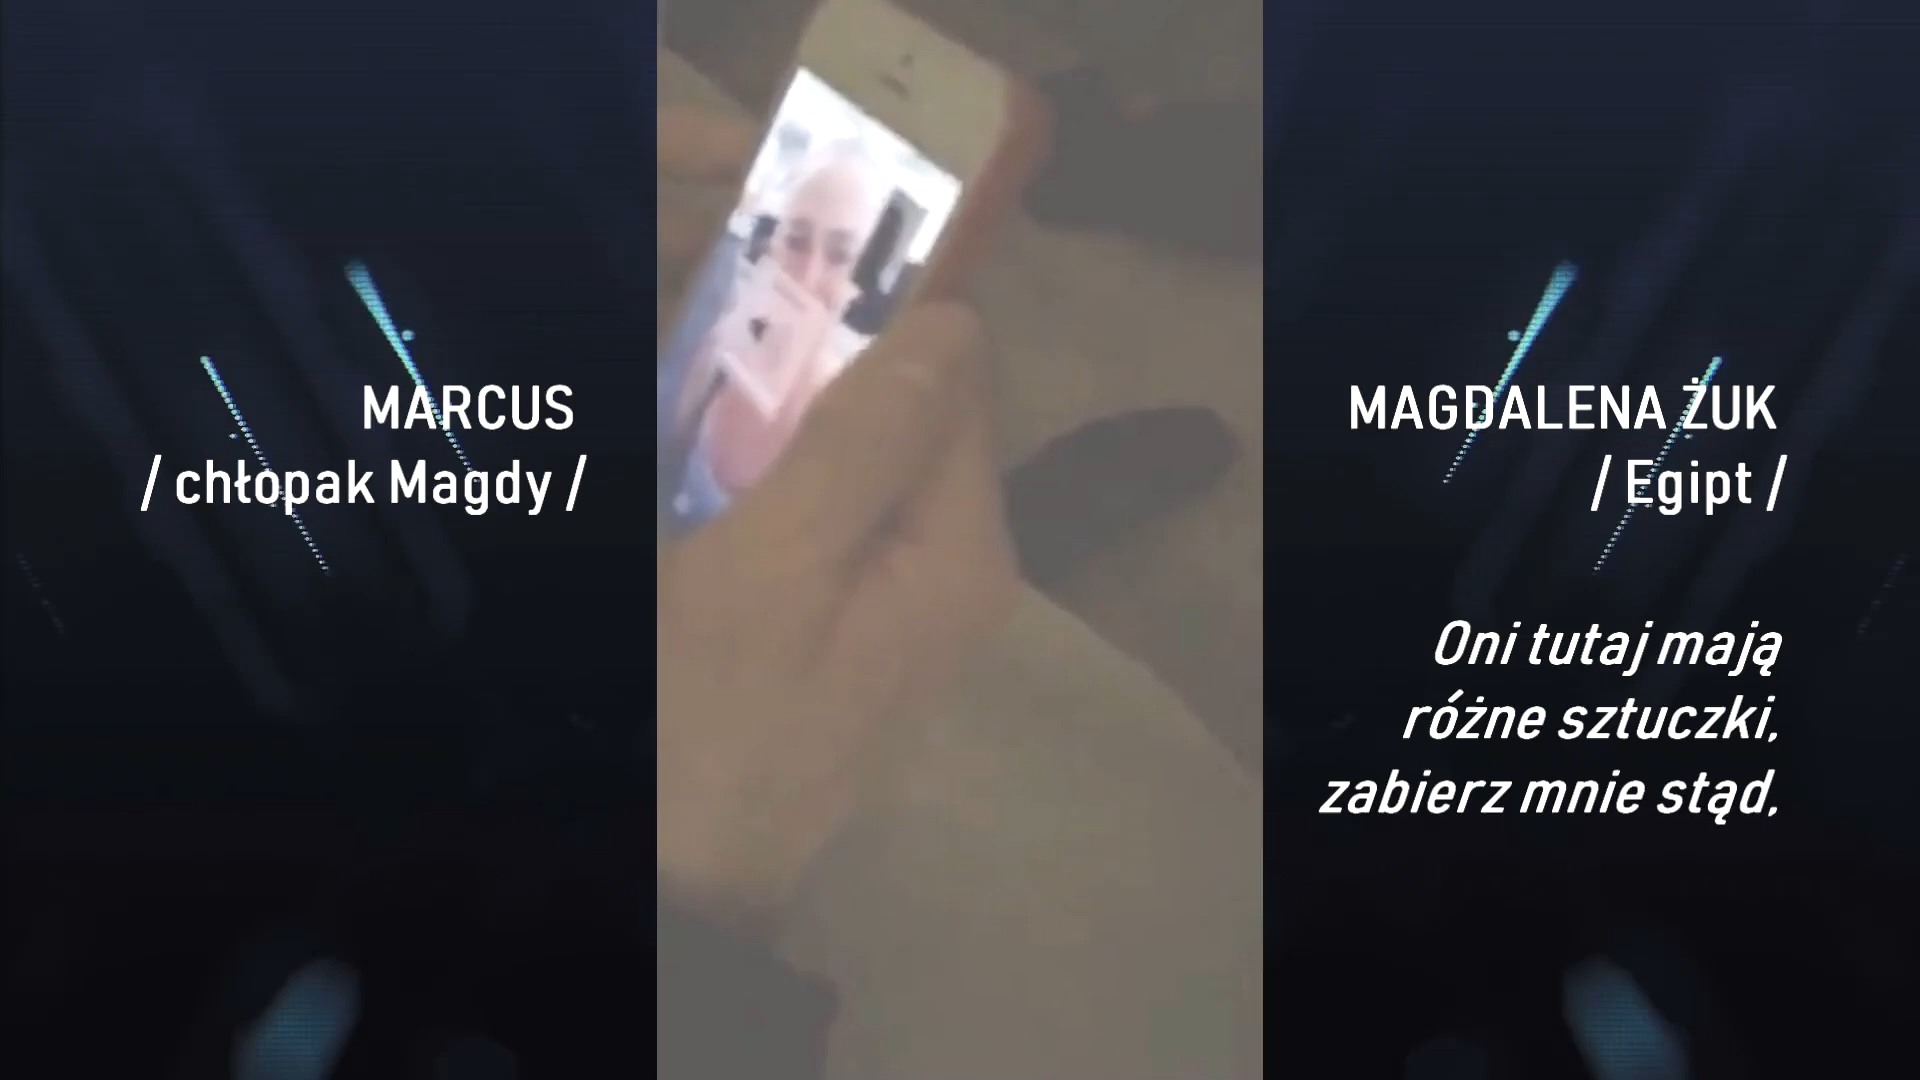 MARCUS
/ chłopak Magdy /
MAGDALENA ŻUK
/ Egipt /
Oni tutaj mają
różne sztuczki,
zabierz mnie stąd,